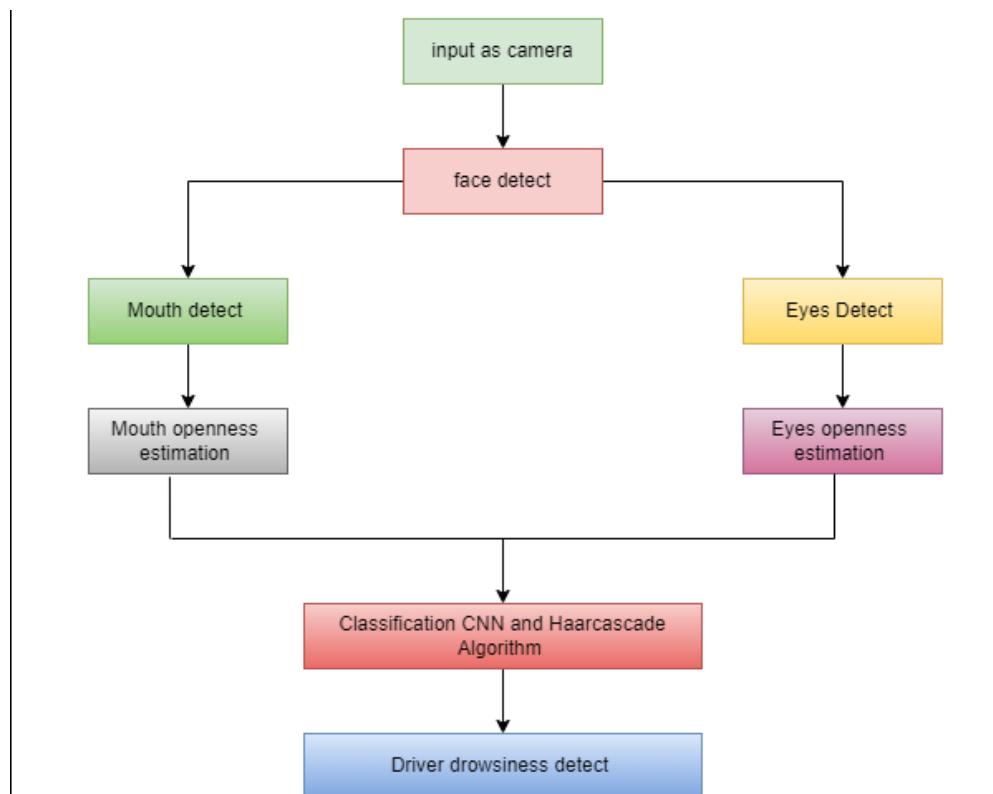 input as camera
face detect
Mouth detect
Eyes Detect
Mouth openness
estimation
Eyes openness
estimation
Classification CNN and Haarcascade
Algorithm
Driver drowsiness detect